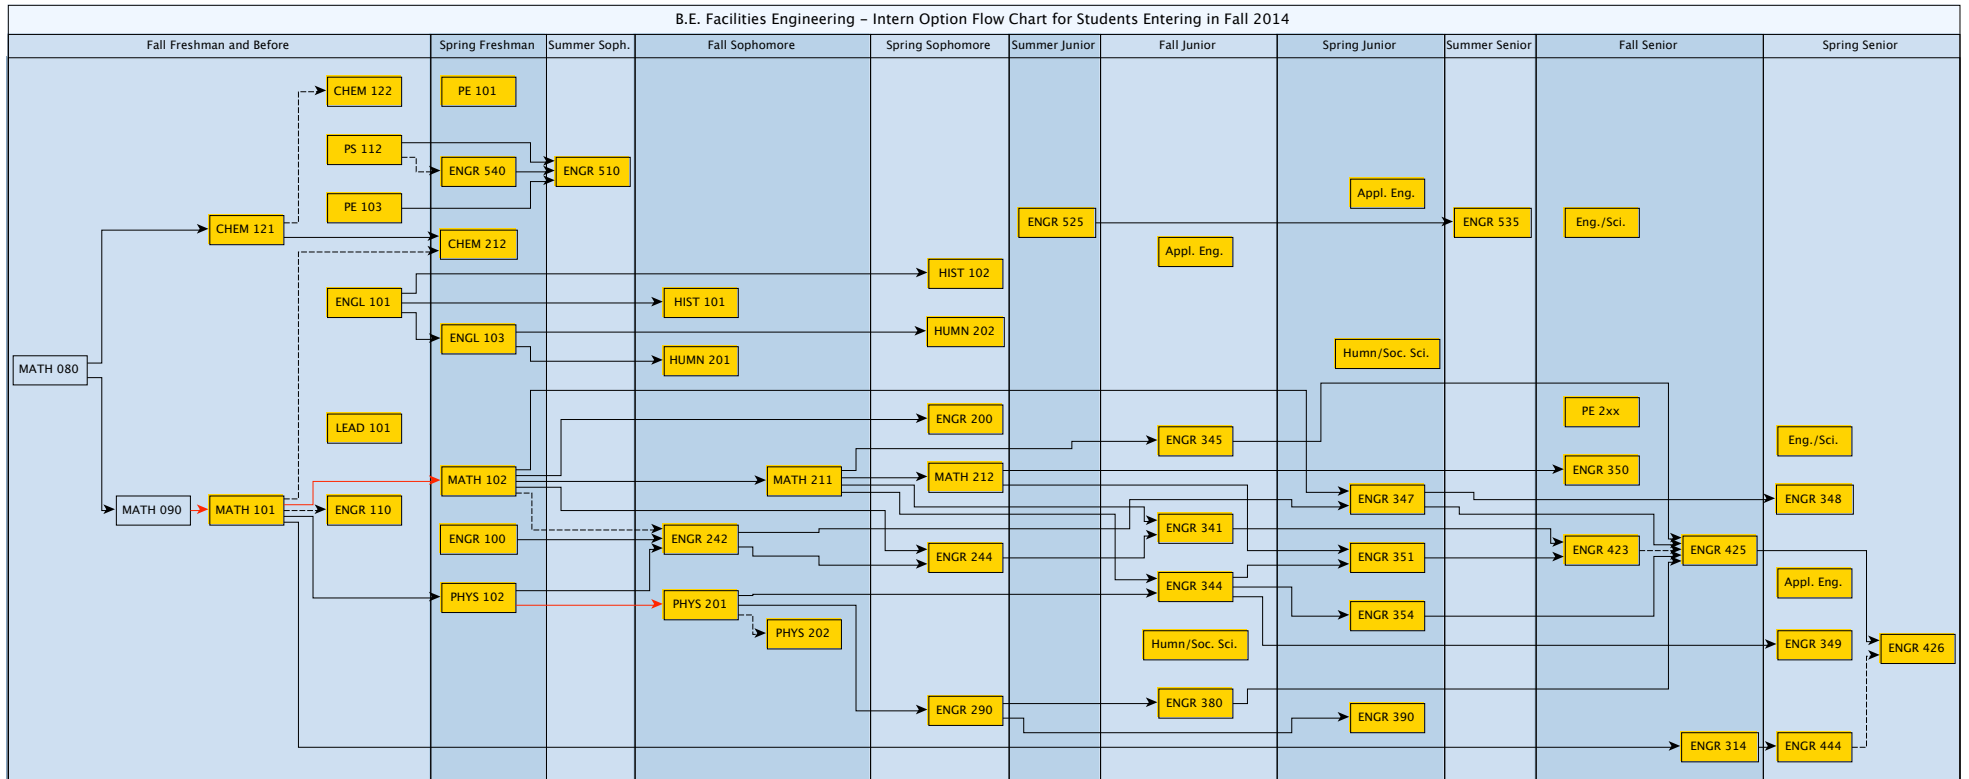 B.E. Facilities Engineering – Intern Option Flow Chart for Students Entering in Fall 2014
Fall Freshman and Before
Spring Freshman
Summer Soph.
Fall Sophomore
Spring Sophomore
Summer Junior
Fall Junior
Spring Junior
Summer Senior
Fall Senior
Spring Senior
MATH 080
MATH 090
CHEM 121
MATH 101
CHEM 122
PS 112
PE 103
ENGL 101
LEAD 101
ENGR 110
PE 101
ENGR 540
CHEM 212
ENGL 103
MATH 102
ENGR 100
PHYS 102
ENGR 510
HIST 101
HUMN 201
ENGR 242
PHYS 201
MATH 211
PHYS 202
HIST 102
HUMN 202
ENGR 200
MATH 212
ENGR 244
ENGR 290
ENGR 525
Appl. Eng.
ENGR 345
ENGR 341
ENGR 344
Humn/Soc. Sci.
ENGR 380
Appl. Eng.
Humn/Soc. Sci.
ENGR 347
ENGR 351
ENGR 354
ENGR 390
ENGR 535
Eng./Sci.
PE 2xx
ENGR 350
ENGR 423
ENGR 425
ENGR 314
Eng./Sci.
ENGR 348
Appl. Eng.
ENGR 349
ENGR 444
ENGR 426